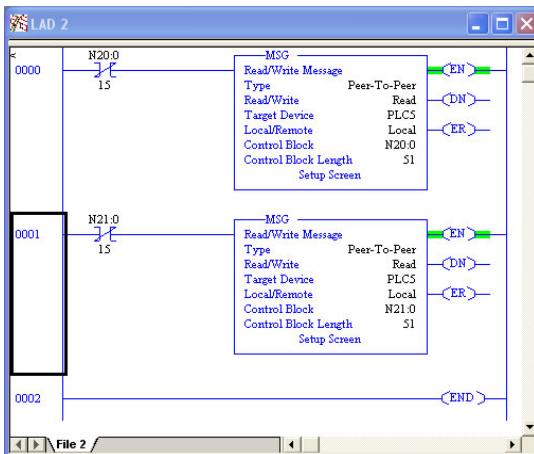 LAD 2
0000
N20:0
15
MSG
Read/Write Message
Type Peer-To-Peer
Read/Write Read
Target Device PLC5
Local/Remote Local
Control Block N20:0
Control Block Length 51
Setup Screen
EN
DN
ER
0001
N21:0
15
MSG
Read/Write Message
Type Peer-To-Peer
Read/Write Read
Target Device PLC5
Local/Remote Local
Control Block N21:0
Control Block Length 51
Setup Screen
EN
DN
ER
0002
END
File 2